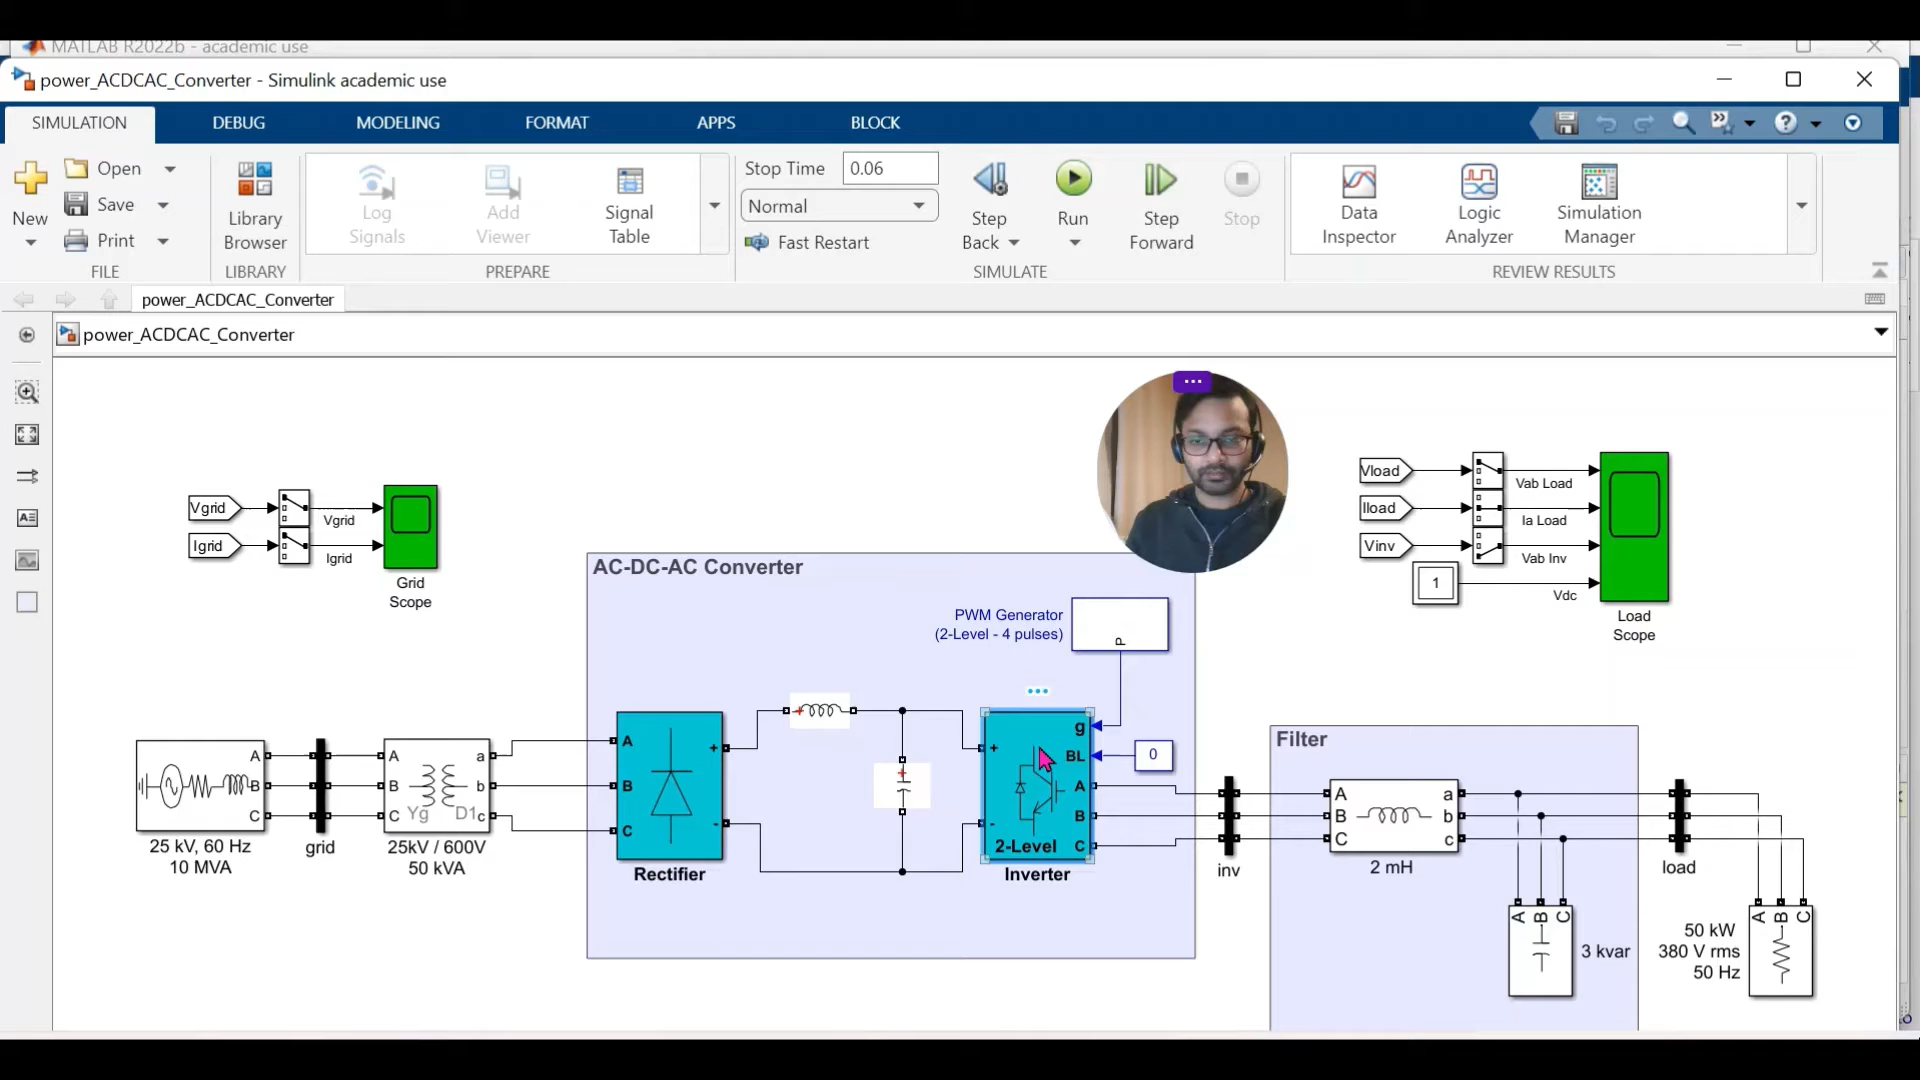 MATLAB R2022b - academic use
power_ACDCAC_Converter - Simulink academic use
SIMULATION
DEBUG
MODELING
FORMAT
APPS
BLOCK
New
Open
Save
Print
FILE
Library
Browser
LIBRARY
Log
Signals
Add
Viewer
Signal
Table
PREPARE
Stop Time
0.06
Normal
Fast Restart
Step
Back
Run
Step
Forward
Stop
SIMULATE
Data
Inspector
Logic
Analyzer
Simulation
Manager
REVIEW RESULTS
power_ACDCAC_Converter
power_ACDCAC_Converter
Vgrid
Vgrid
Igrid
Igrid
Grid
Scope
Vload
Vab Load
Iload
Ia Load
Vinv
Vab Inv
1
Vdc
Load
Scope
AC-DC-AC Converter
PWM Generator
(2-Level - 4 pulses)
P
A
B
C
25 kV, 60 Hz
10 MVA
grid
A
B
C
Yg
D1
a
b
c
25kV / 600V
50 kVA
A
B
C
+
-
Rectifier
+
+
+
-
g
BL
A
B
C
2-Level
Inverter
0
inv
Filter
A
B
C
a
b
c
2 mH
load
A B C
3 kvar
A B C
50 kW
380 V rms
50 Hz